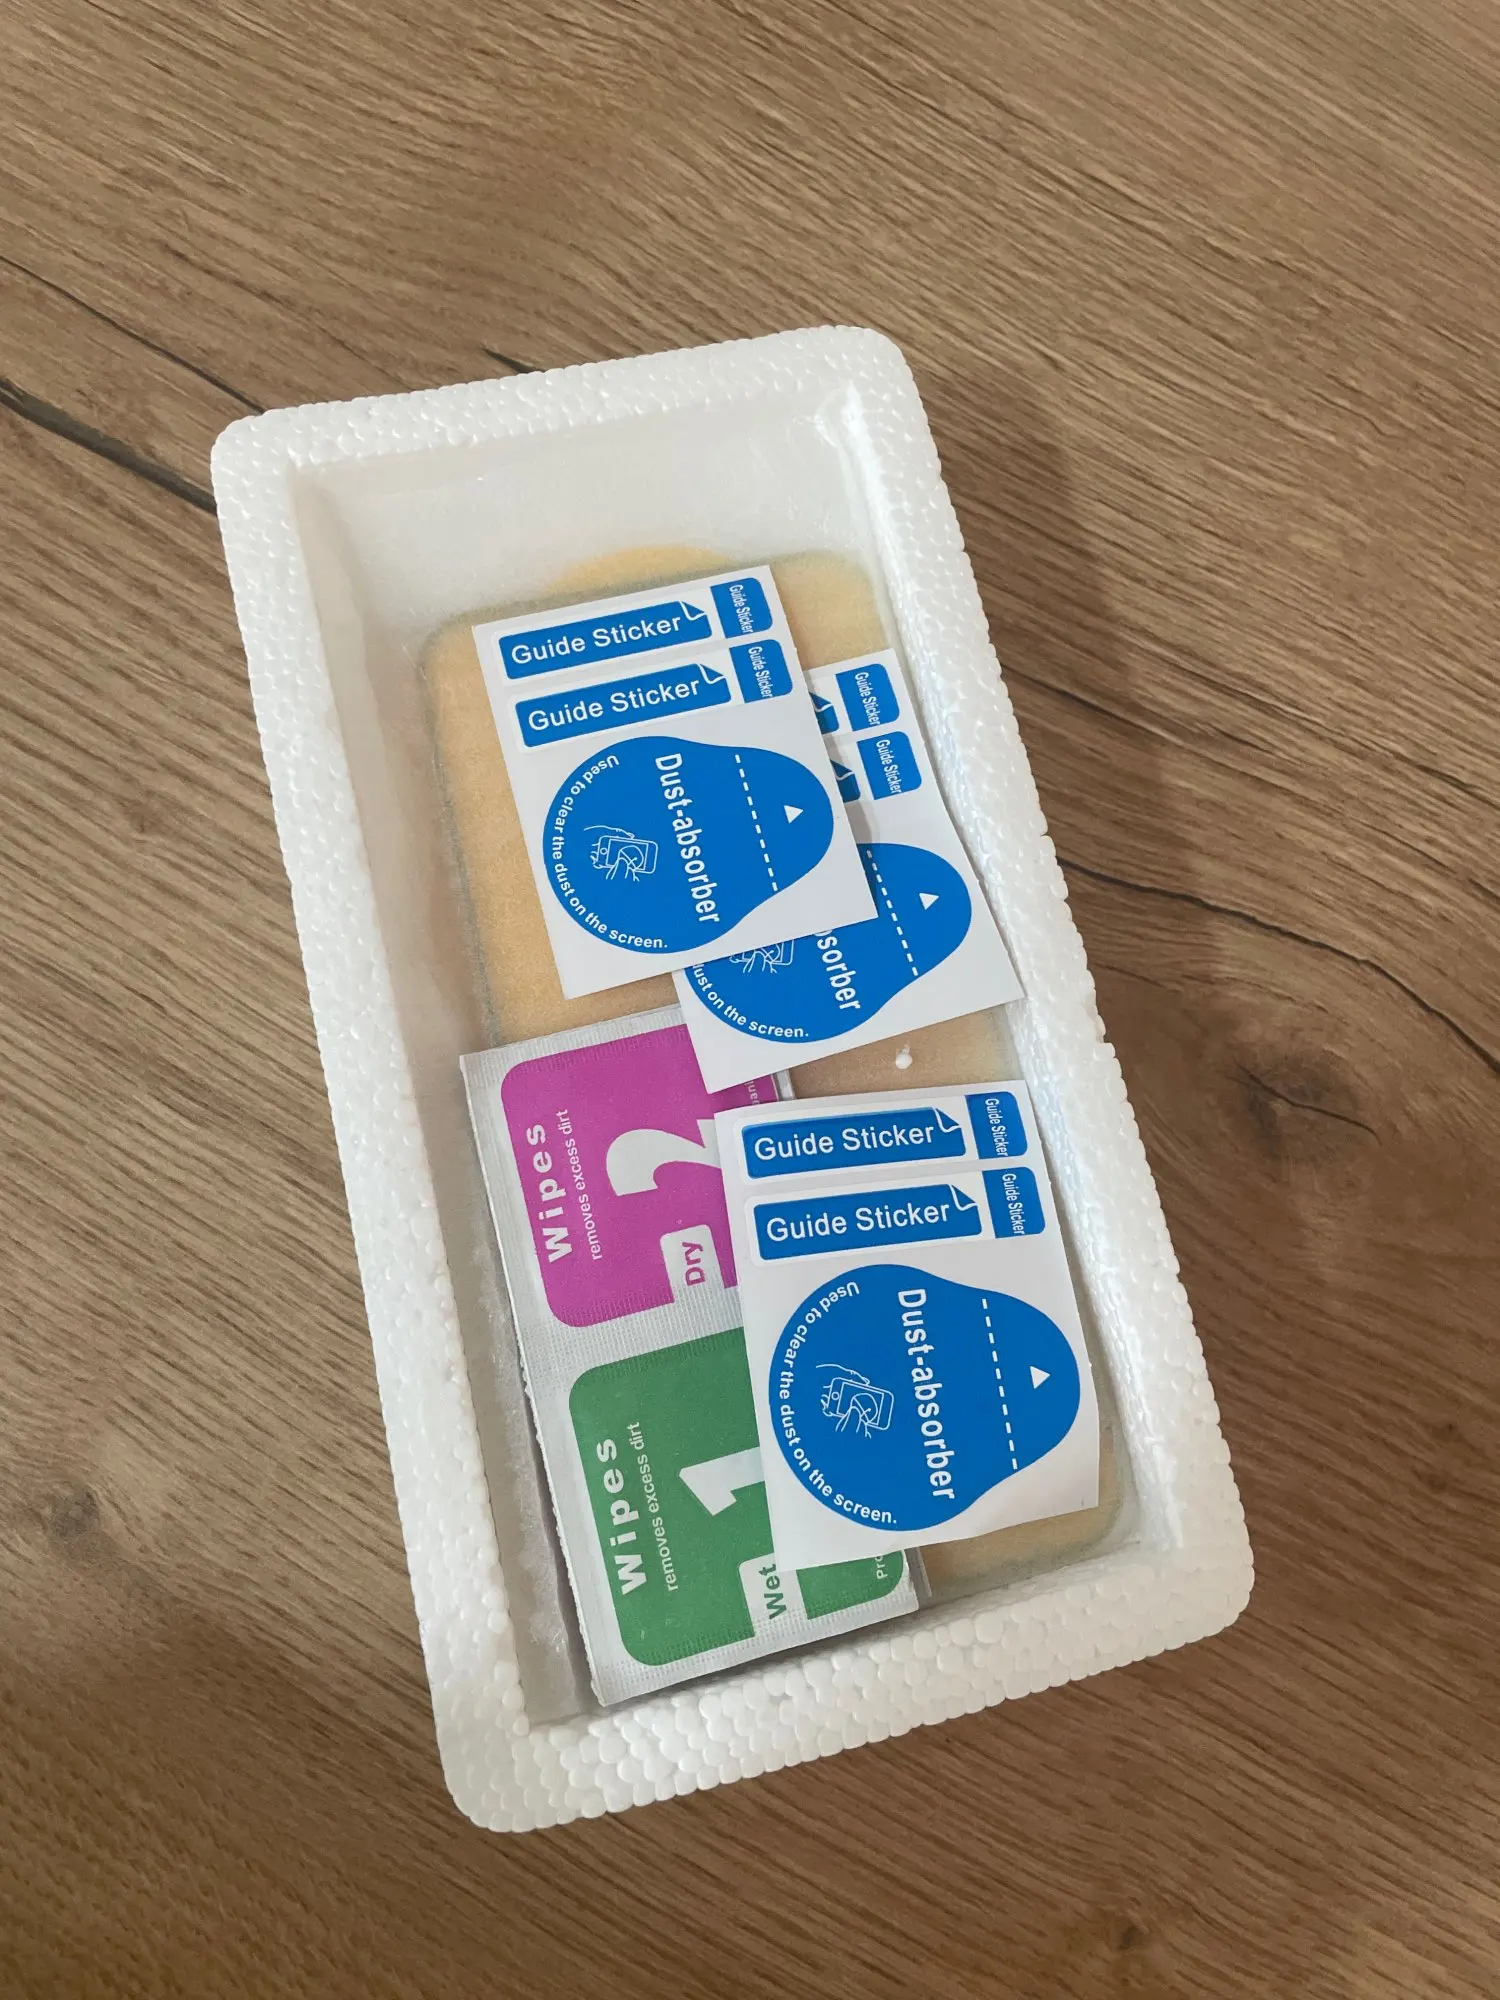 Guide Sticker
Guide Sticker
Guide Sticker
Guide Sticker
Dust-absorber
Used to clear the dust on the screen.
Guide Sticker
Guide Sticker
dust on the screen.
Wipes
removes excess dirt
2
Dry
Guide Sticker
Guide Sticker
Guide Sticker
Guide Sticker
Dust-absorber
Used to clear the dust on the screen.
Wipes
removes excess dirt
1
Wet